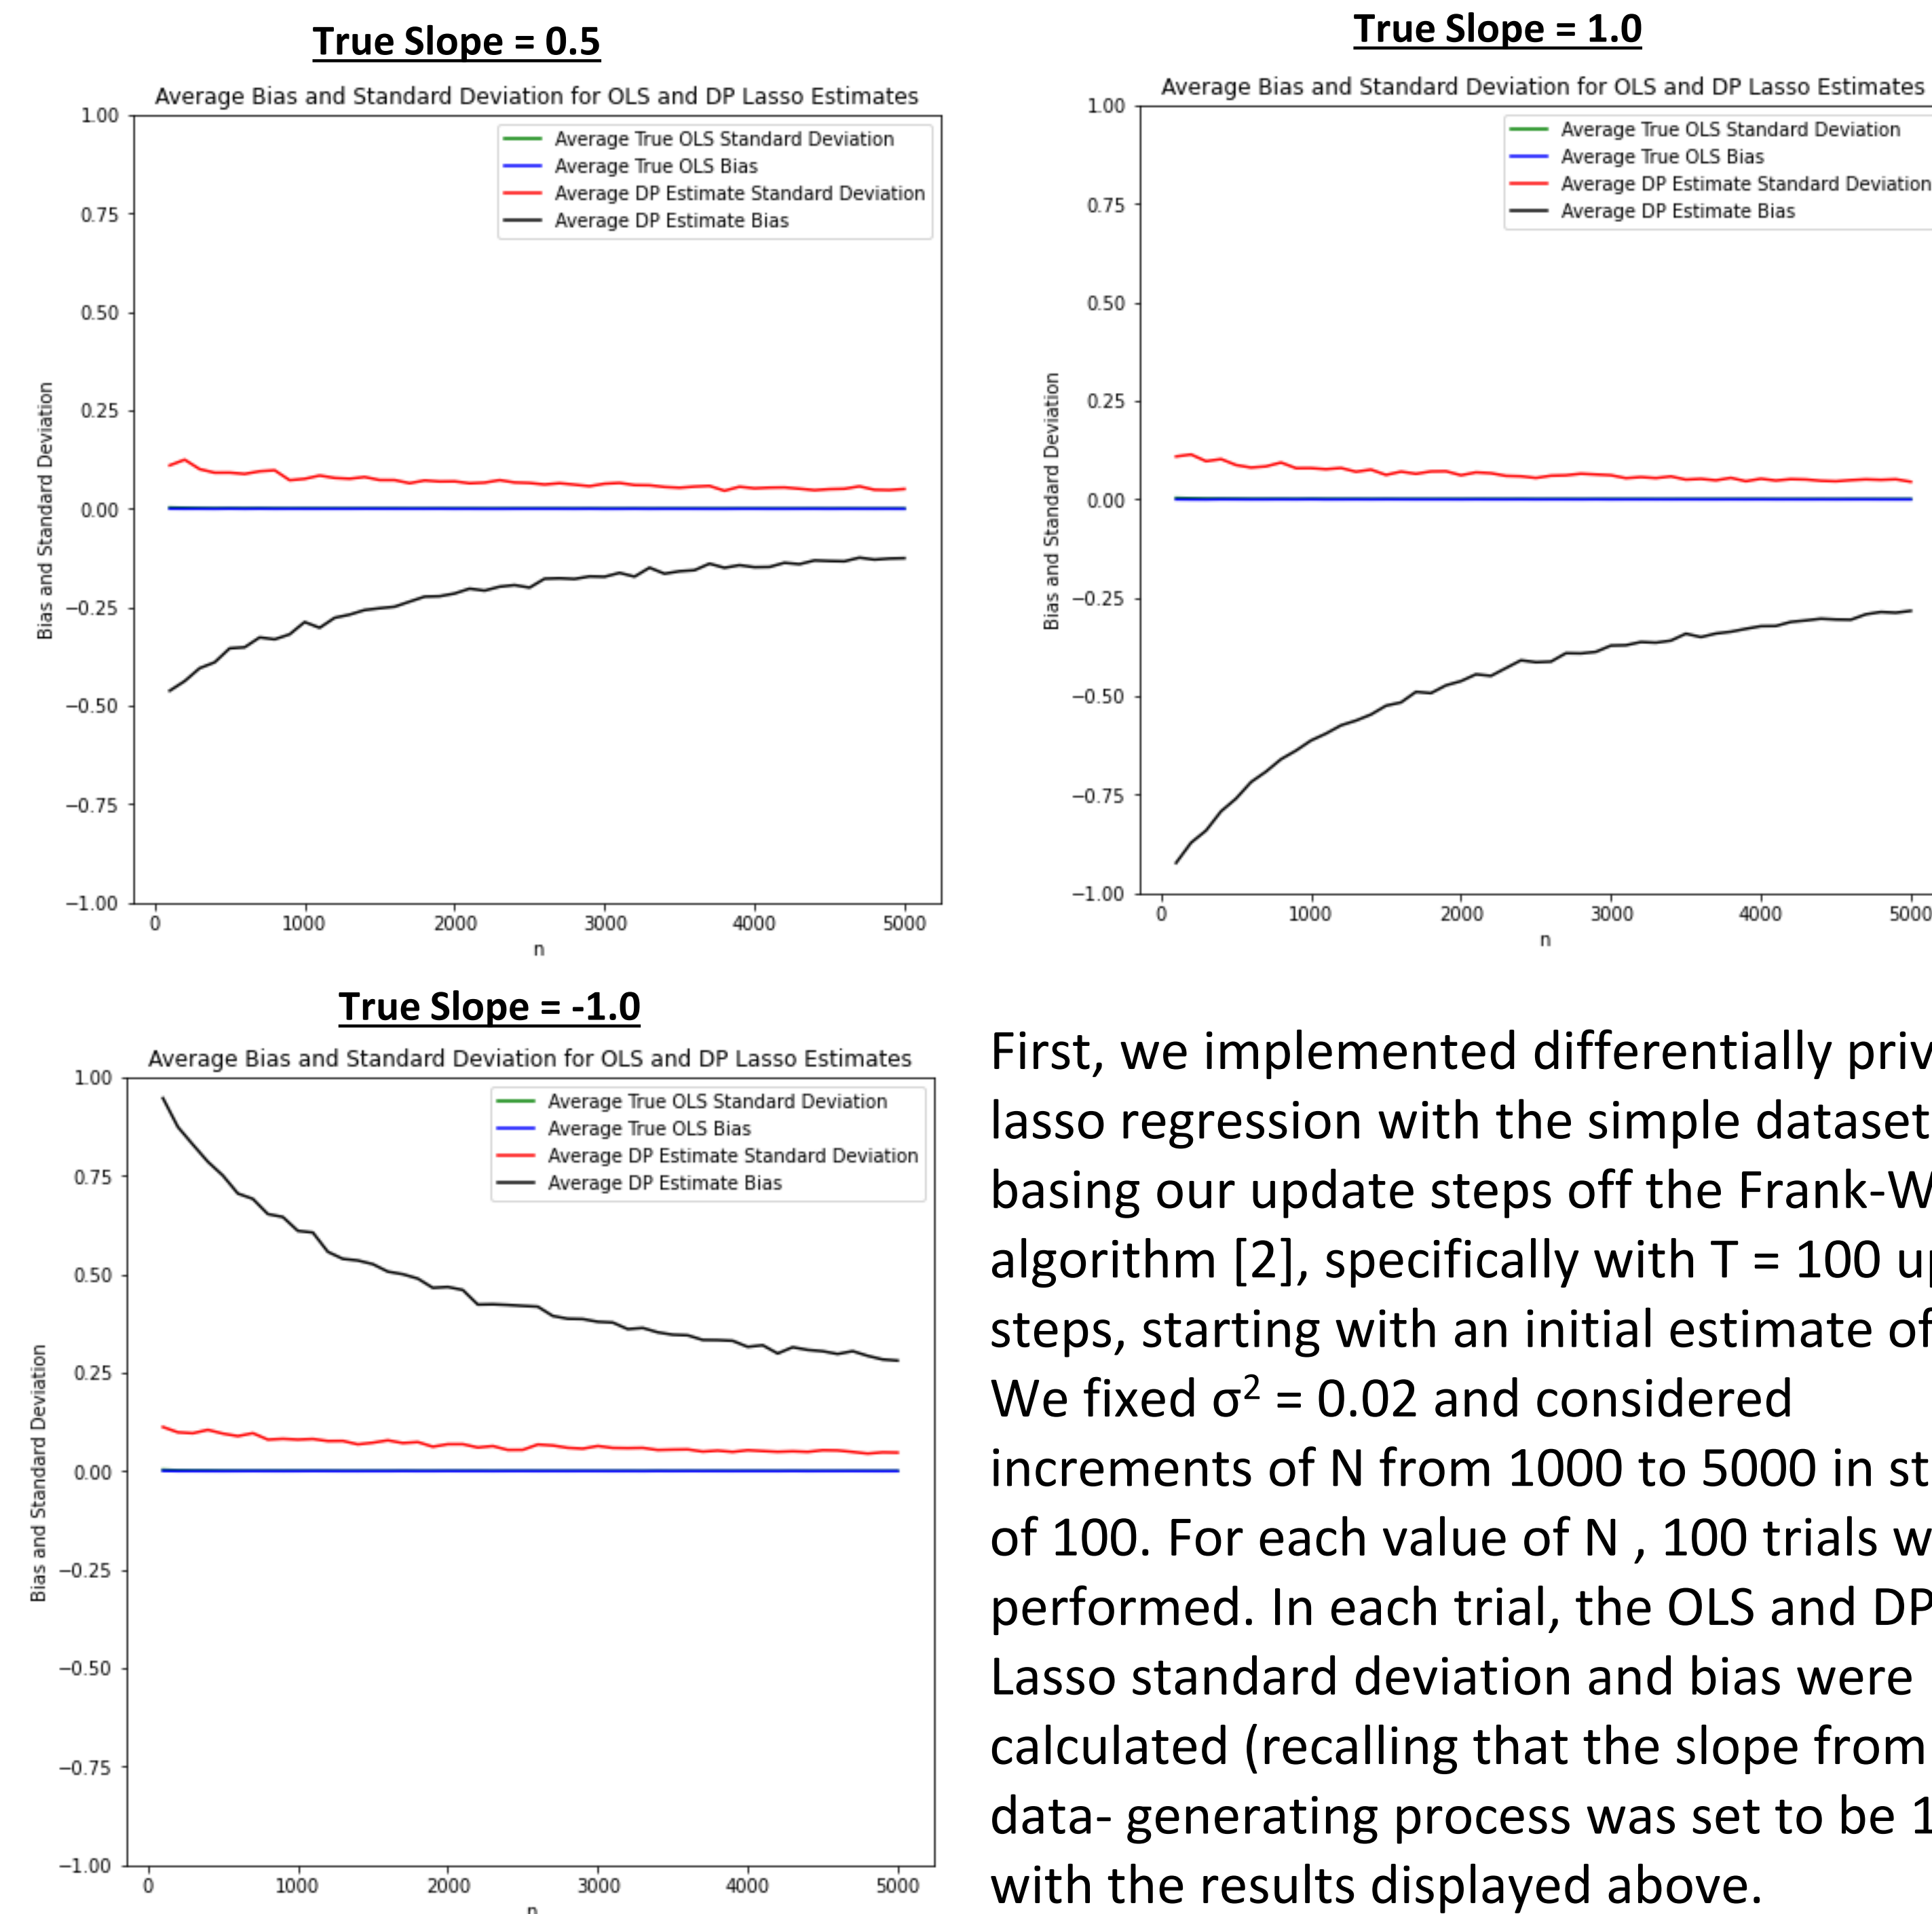 True Slope = 0.5
Average Bias and Standard Deviation for OLS and DP Lasso Estimates
Average True OLS Standard Deviation
Average True OLS Bias
Average DP Estimate Standard Deviation
Average DP Estimate Bias
1.00
0.75
0.50
0.25
0.00
−0.25
−0.50
−0.75
−1.00
Bias and Standard Deviation
0 1000 2000 3000 4000 5000
n
True Slope = 1.0
Average Bias and Standard Deviation for OLS and DP Lasso Estimates
Average True OLS Standard Deviation
Average True OLS Bias
Average DP Estimate Standard Deviation
Average DP Estimate Bias
1.00
0.75
0.50
0.25
0.00
−0.25
−0.50
−0.75
−1.00
Bias and Standard Deviation
0 1000 2000 3000 4000 5000
n
True Slope = -1.0
Average Bias and Standard Deviation for OLS and DP Lasso Estimates
Average True OLS Standard Deviation
Average True OLS Bias
Average DP Estimate Standard Deviation
Average DP Estimate Bias
1.00
0.75
0.50
0.25
0.00
−0.25
−0.50
−0.75
−1.00
Bias and Standard Deviation
0 1000 2000 3000 4000 5000
n
First, we implemented differentially priv
lasso regression with the simple dataset
basing our update steps off the Frank-W
algorithm [2], specifically with T = 100 up
steps, starting with an initial estimate of
We fixed σ² = 0.02 and considered
increments of N from 1000 to 5000 in st
of 100. For each value of N , 100 trials w
performed. In each trial, the OLS and DP
Lasso standard deviation and bias were
calculated (recalling that the slope from
data- generating process was set to be 1
with the results displayed above.